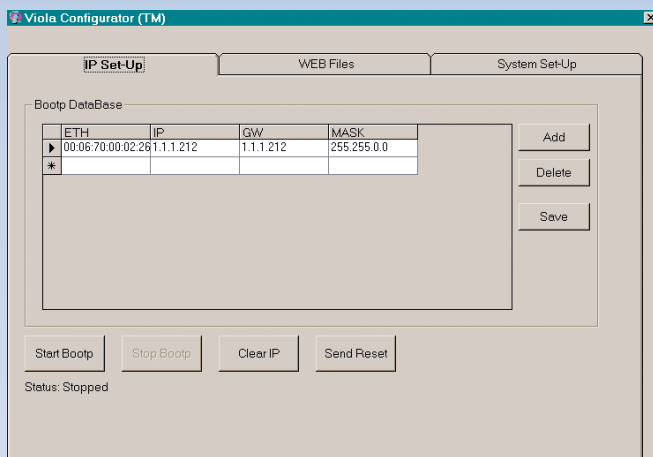 Viola Configurator (TM)
IP Set-Up WEB Files System Set-Up
Bootp DataBase
ETH IP GW MASK
00:06:70:00:02:26 1.1.1.212 1.1.1.212 255.255.0.0
Add
Delete
Save
Start Bootp Stop Bootp Clear IP Send Reset
Status: Stopped